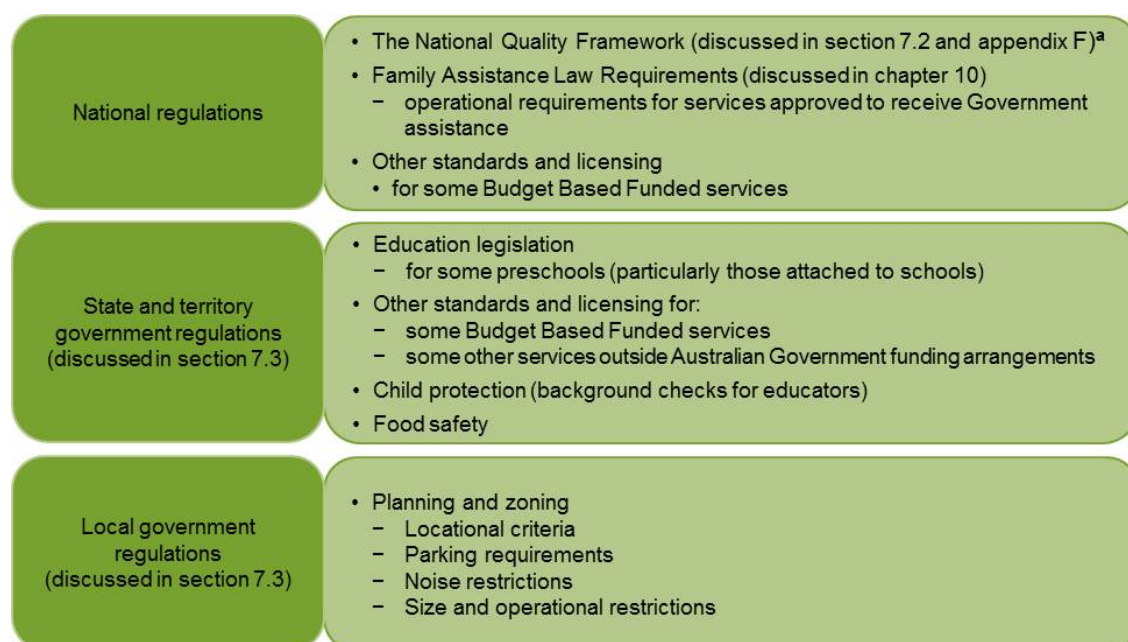 National regulations
• The National Quality Framework (discussed in section 7.2 and appendix F)ᵃ
• Family Assistance Law Requirements (discussed in chapter 10)
− operational requirements for services approved to receive Government
assistance
• Other standards and licensing
• for some Budget Based Funded services
State and territory
government regulations
(discussed in section 7.3)
• Education legislation
− for some preschools (particularly those attached to schools)
• Other standards and licensing for:
− some Budget Based Funded services
− some other services outside Australian Government funding arrangements
• Child protection (background checks for educators)
• Food safety
Local government
regulations
(discussed in section 7.3)
• Planning and zoning
− Locational criteria
− Parking requirements
− Noise restrictions
− Size and operational restrictions